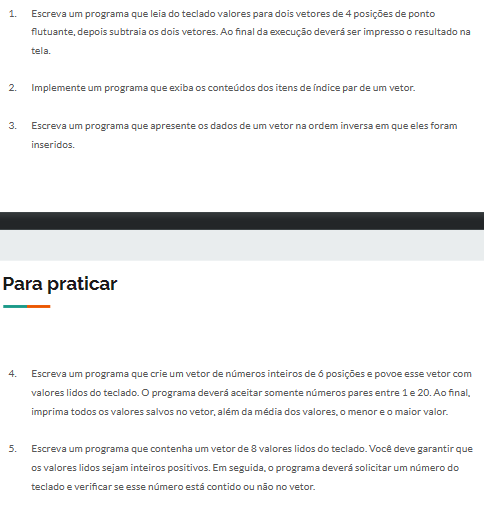 1. Escreva um programa que leia do teclado valores para dois vetores de 4 posições de ponto
flutuante, depois subtraia os dois vetores. Ao final da execução deverá ser impresso o resultado na
tela.
2. Implemente um programa que exiba os conteúdos dos itens de índice par de um vetor.
3. Escreva um programa que apresente os dados de um vetor na ordem inversa em que eles foram
inseridos.
Para praticar
4. Escreva um programa que crie um vetor de números inteiros de 6 posições e povoe esse vetor com
valores lidos do teclado. O programa deverá aceitar somente números pares entre 1 e 20. Ao final,
imprima todos os valores salvos no vetor, além da média dos valores, o menor e o maior valor.
5. Escreva um programa que contenha um vetor de 8 valores lidos do teclado. Você deve garantir que
os valores lidos sejam inteiros positivos. Em seguida, o programa deverá solicitar um número do
teclado e verificar se esse número está contido ou não no vetor.